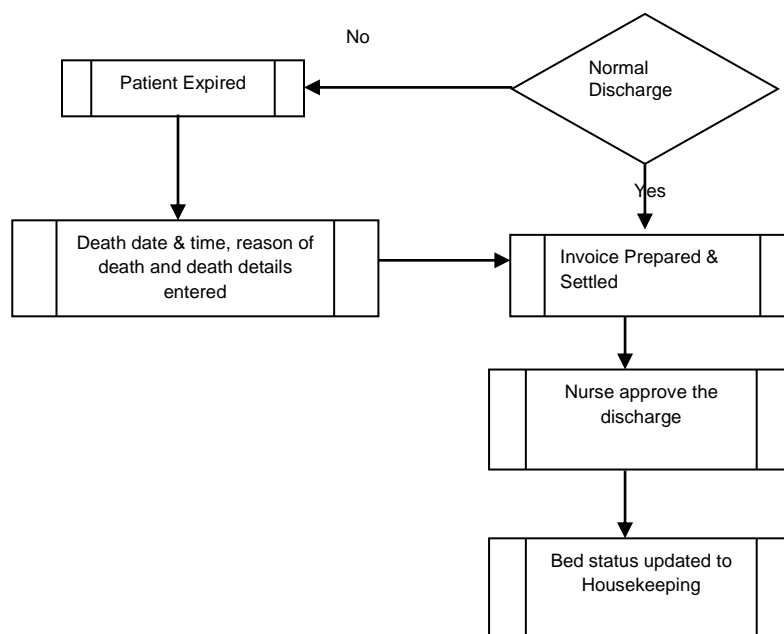 No
Normal
Discharge
Patient Expired
Yes
Death date & time, reason of
death and death details
entered
Invoice Prepared &
Settled
Nurse approve the
discharge
Bed status updated to
Housekeeping